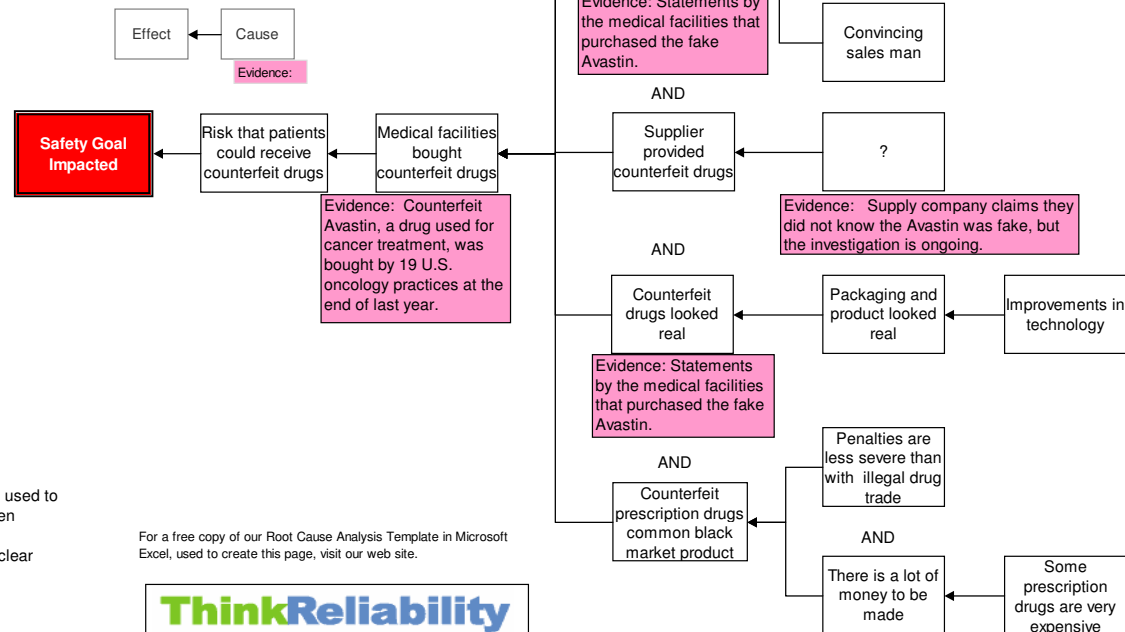 Evidence: Statements by
the medical facilities that
purchased the fake
Avastin.
Convincing
sales man
Effect
Cause
Evidence:
AND
Safety Goal
Impacted
Risk that patients
could receive
counterfeit drugs
Medical facilities
bought
counterfeit drugs
Supplier
provided
counterfeit drugs
?
Evidence: Counterfeit
Avastin, a drug used for
cancer treatment, was
bought by 19 U.S.
oncology practices at the
end of last year.
Evidence: Supply company claims they
did not know the Avastin was fake, but
the investigation is ongoing.
AND
Counterfeit
drugs looked
real
Packaging and
product looked
real
Improvements in
technology
Evidence: Statements
by the medical facilities
that purchased the fake
Avastin.
AND
Penalties are
less severe than
with illegal drug
trade
Counterfeit
prescription drugs
common black
market product
AND
There is a lot of
money to be
made
Some
prescription
drugs are very
expensive
used to
en
clear
For a free copy of our Root Cause Analysis Template in Microsoft
Excel, used to create this page, visit our web site.
ThinkReliability